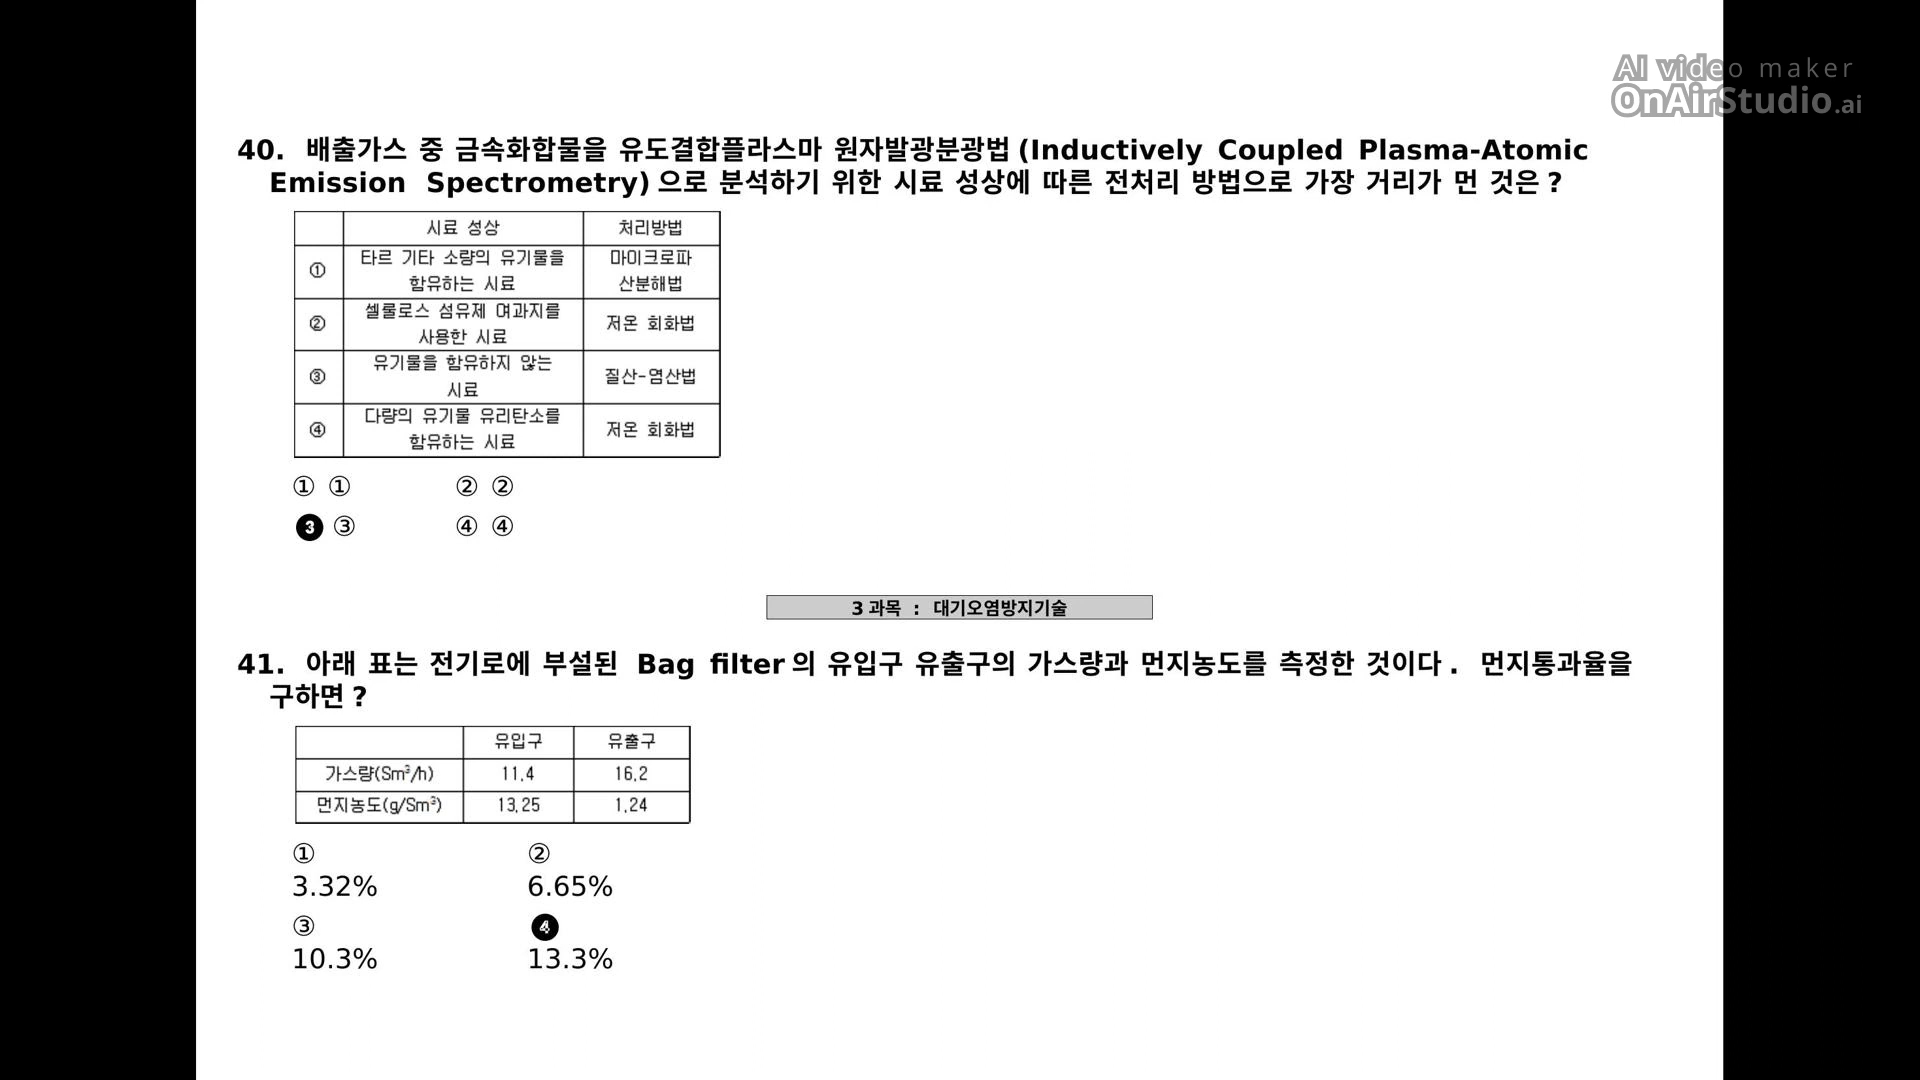 AI video maker
OnAirStudio.ai
40. 배출가스 중 금속화합물을 유도결합플라스마 원자발광분광법(Inductively Coupled Plasma-Atomic
Emission Spectrometry)으로 분석하기 위한 시료 성상에 따른 전처리 방법으로 가장 거리가 먼 것은?
시료 성상 처리방법
① 타르 기타 소량의 유기물을 함유하는 시료 마이크로파 산분해법
② 셀룰로스 섬유제 여과지를 사용한 시료 저온 회화법
③ 유기물을 함유하지 않는 시료 질산-염산법
④ 다량의 유기물 유리탄소를 함유하는 시료 저온 회화법
① ① ② ②
❸ ③ ④ ④
3과목 : 대기오염방지기술
41. 아래 표는 전기로에 부설된 Bag filter의 유입구 유출구의 가스량과 먼지농도를 측정한 것이다. 먼지통과율을
구하면?
유입구 유출구
가스량(Sm³/h) 11.4 16.2
먼지농도(g/Sm³) 13.25 1.24
① ②
3.32% 6.65%
③ ❹
10.3% 13.3%